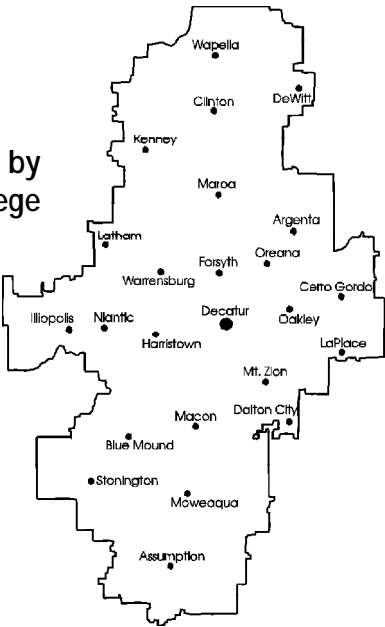 Wapella
DeWitt
Clinton
Kenney
by
ege
Maroa
Argenta
Latham
Oreana
Forsyth
Warrensburg
Cerro Gordo
Decatur
Oakley
Illiopolis
Niantic
Harristown
LaPlace
Mt. Zion
Dalton City
Macon
Blue Mound
Stonington
Moweaqua
Assumption